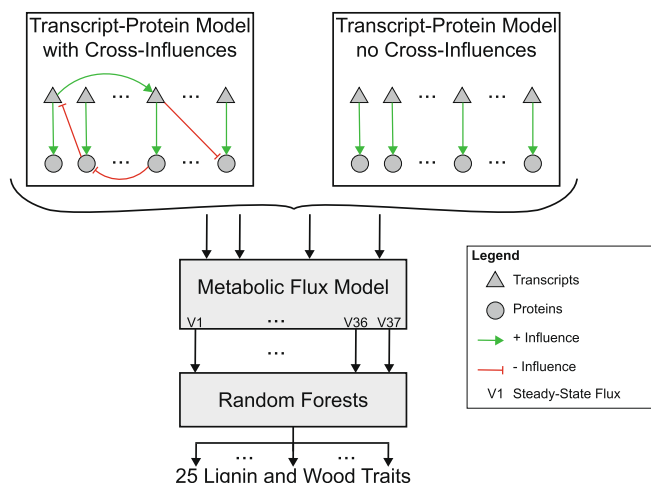 Transcript-Protein Model
with Cross-Influences
...
...
...
...
Transcript-Protein Model
no Cross-Influences
...
...
...
...
Metabolic Flux Model
V1 ... V36 V37
...
Random Forests
... ...
25 Lignin and Wood Traits
Legend
Transcripts
Proteins
+ Influence
- Influence
V1 Steady-State Flux